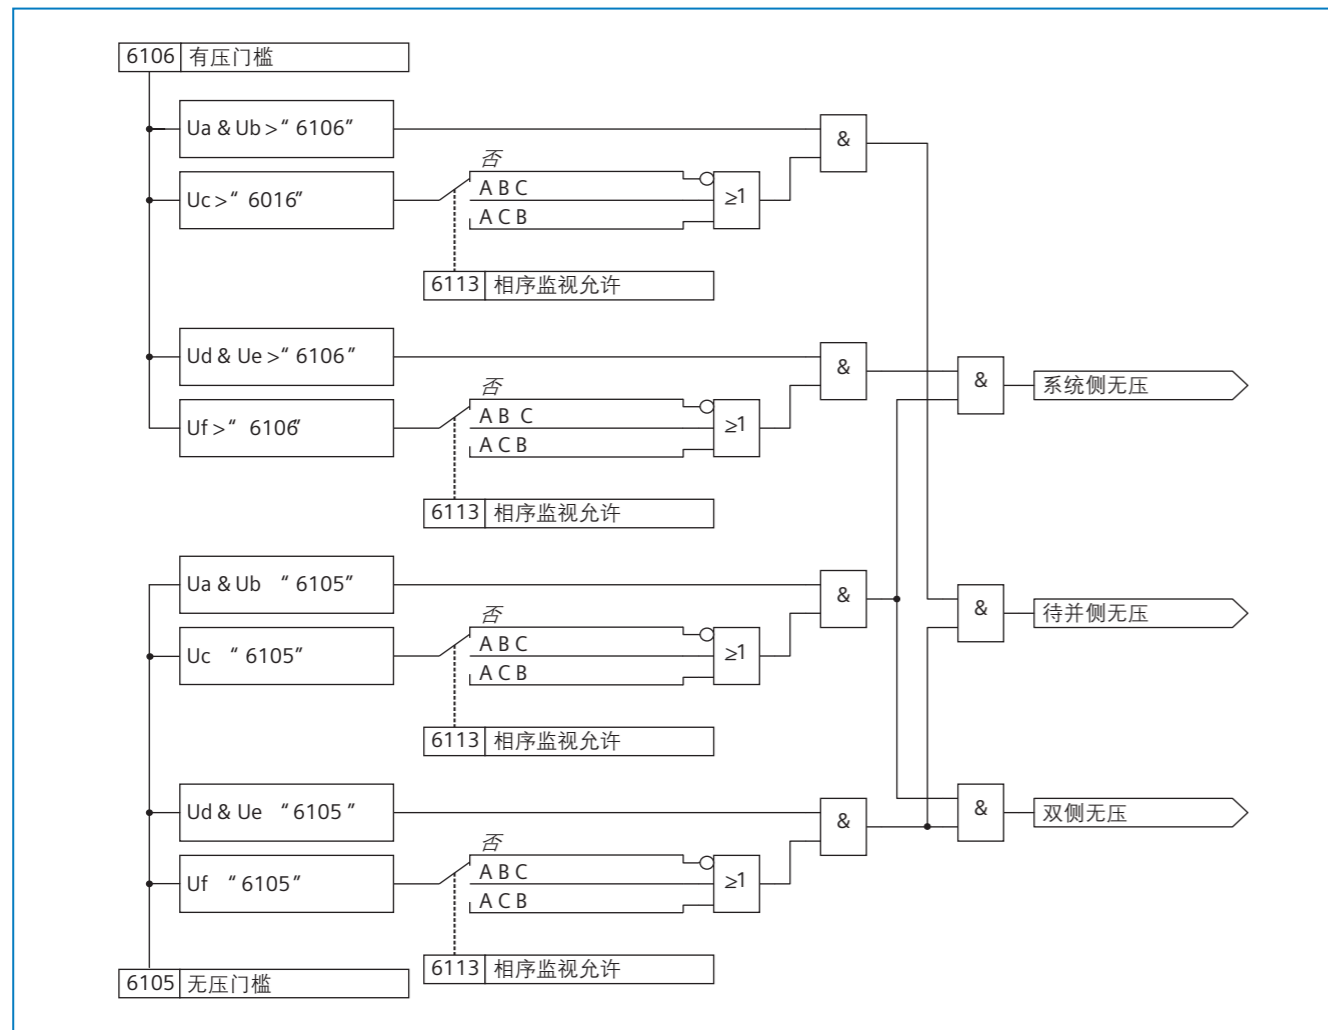 6106 有压门槛
Ua & Ub >“ 6106”
&
否
A B C
Uc >“ 6016”
≥1
A C B
6113 相序监视允许
Ud & Ue >“ 6106 ”
&
&
系统侧无压
否
A B C
Uf >“ 6106”
≥1
A C B
6113 相序监视允许
Ua & Ub “ 6105”
&
&
待并侧无压
否
A B C
Uc “ 6105”
≥1
A C B
6113 相序监视允许
Ud & Ue “ 6105 ”
&
&
双侧无压
否
A B C
Uf “ 6105”
≥1
A C B
6113 相序监视允许
6105 无压门槛